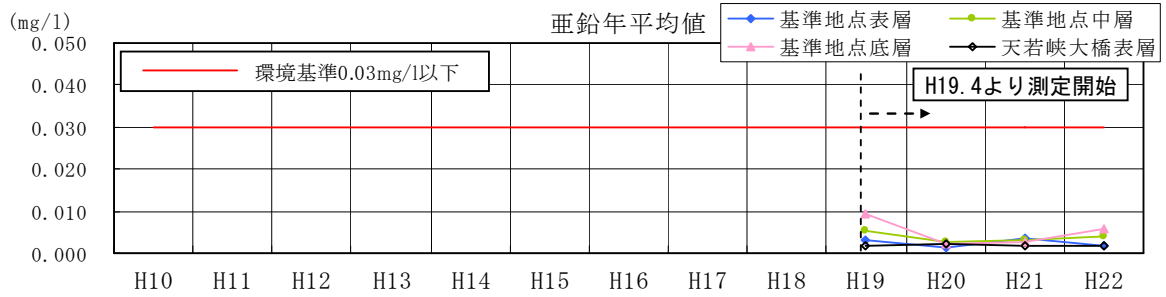 (mg/l)
亜鉛年平均値
基準地点表層
基準地点中層
基準地点底層
天若峡大橋表層
環境基準0.03mg/l以下
H19.4より測定開始
0.050
0.040
0.030
0.020
0.010
0.000
H10 H11 H12 H13 H14 H15 H16 H17 H18 H19 H20 H21 H22